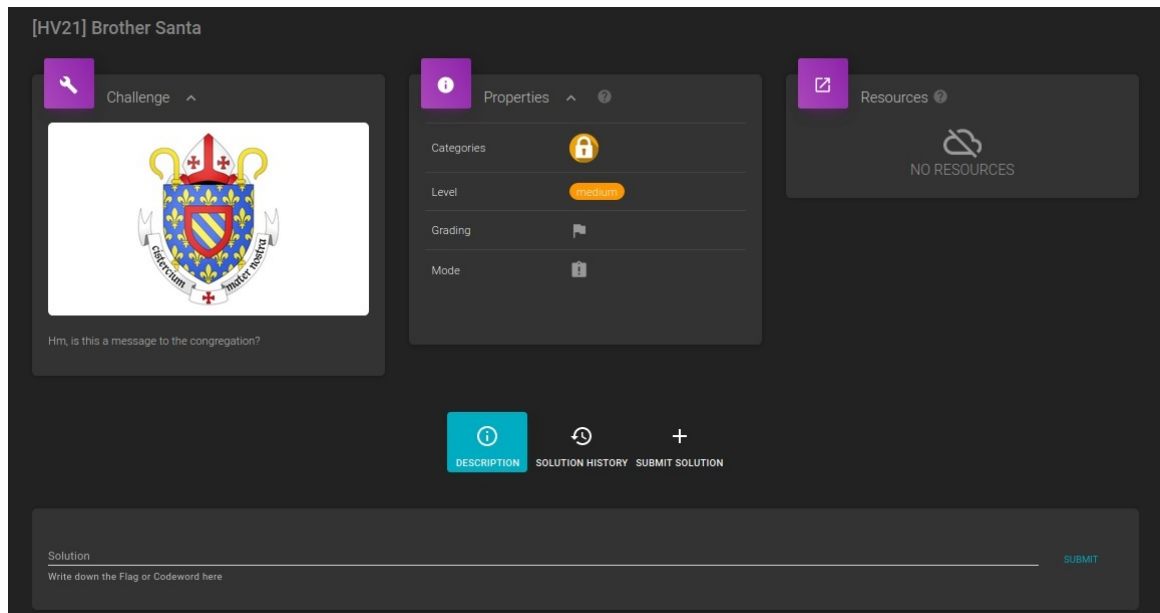 [HV21] Brother Santa
Challenge
cistercium mater nostra
Hm, is this a message to the congregation?
Properties
Categories
Level
medium
Grading
Mode
Resources
NO RESOURCES
DESCRIPTION
SOLUTION HISTORY
SUBMIT SOLUTION
Solution
SUBMIT
Write down the Flag or Codeword here